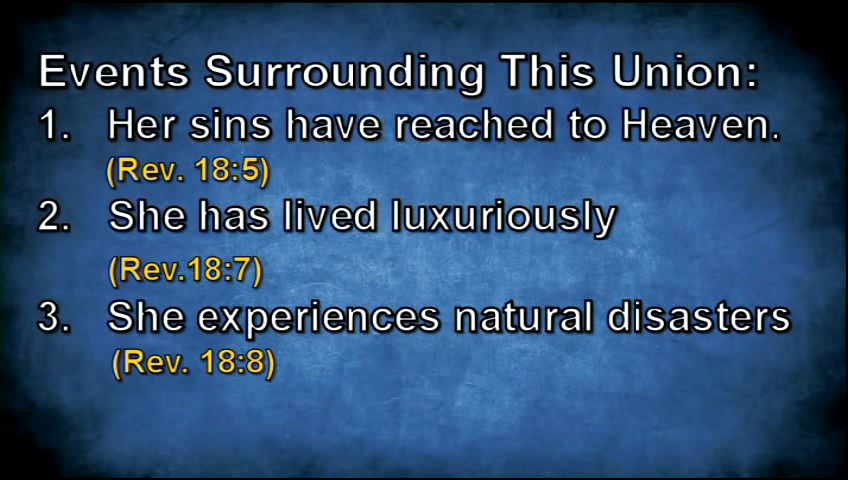 Events Surrounding This Union:
1. Her sins have reached to Heaven.
(Rev. 18:5)
2. She has lived luxuriously
(Rev.18:7)
3. She experiences natural disasters
(Rev. 18:8)